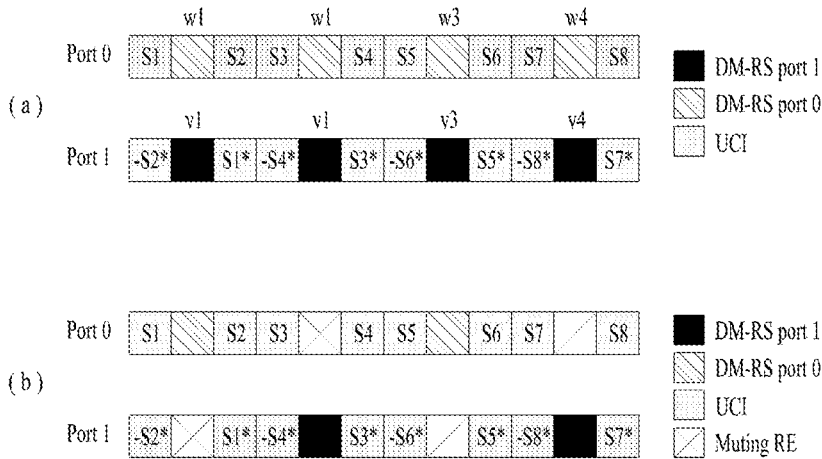 w1 w1 w3 w4
Port 0 S1 S2 S3 S4 S5 S6 S7 S8
(a)
v1 v1 v3 v4
Port 1 -S2* S1* -S4* S3* -S6* S5* -S8* S7*
DM-RS port 1
DM-RS port 0
UCI
Port 0 S1 S2 S3 S4 S5 S6 S7 S8
(b)
Port 1 -S2* S1* -S4* S3* -S6* S5* -S8* S7*
DM-RS port 1
DM-RS port 0
UCI
Muting RE